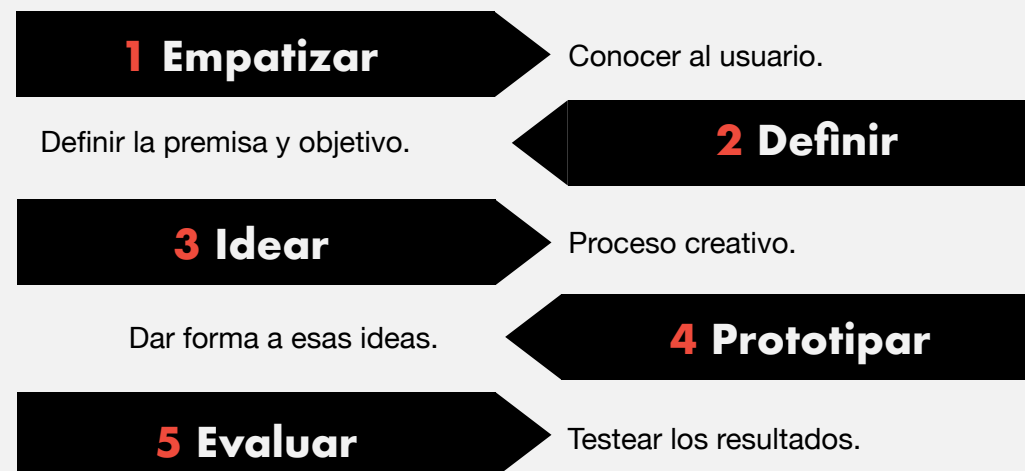 1 Empatizar
Conocer al usuario.
Definir la premisa y objetivo.
2 Definir
3 Idear
Proceso creativo.
Dar forma a esas ideas.
4 Prototipar
5 Evaluar
Testear los resultados.